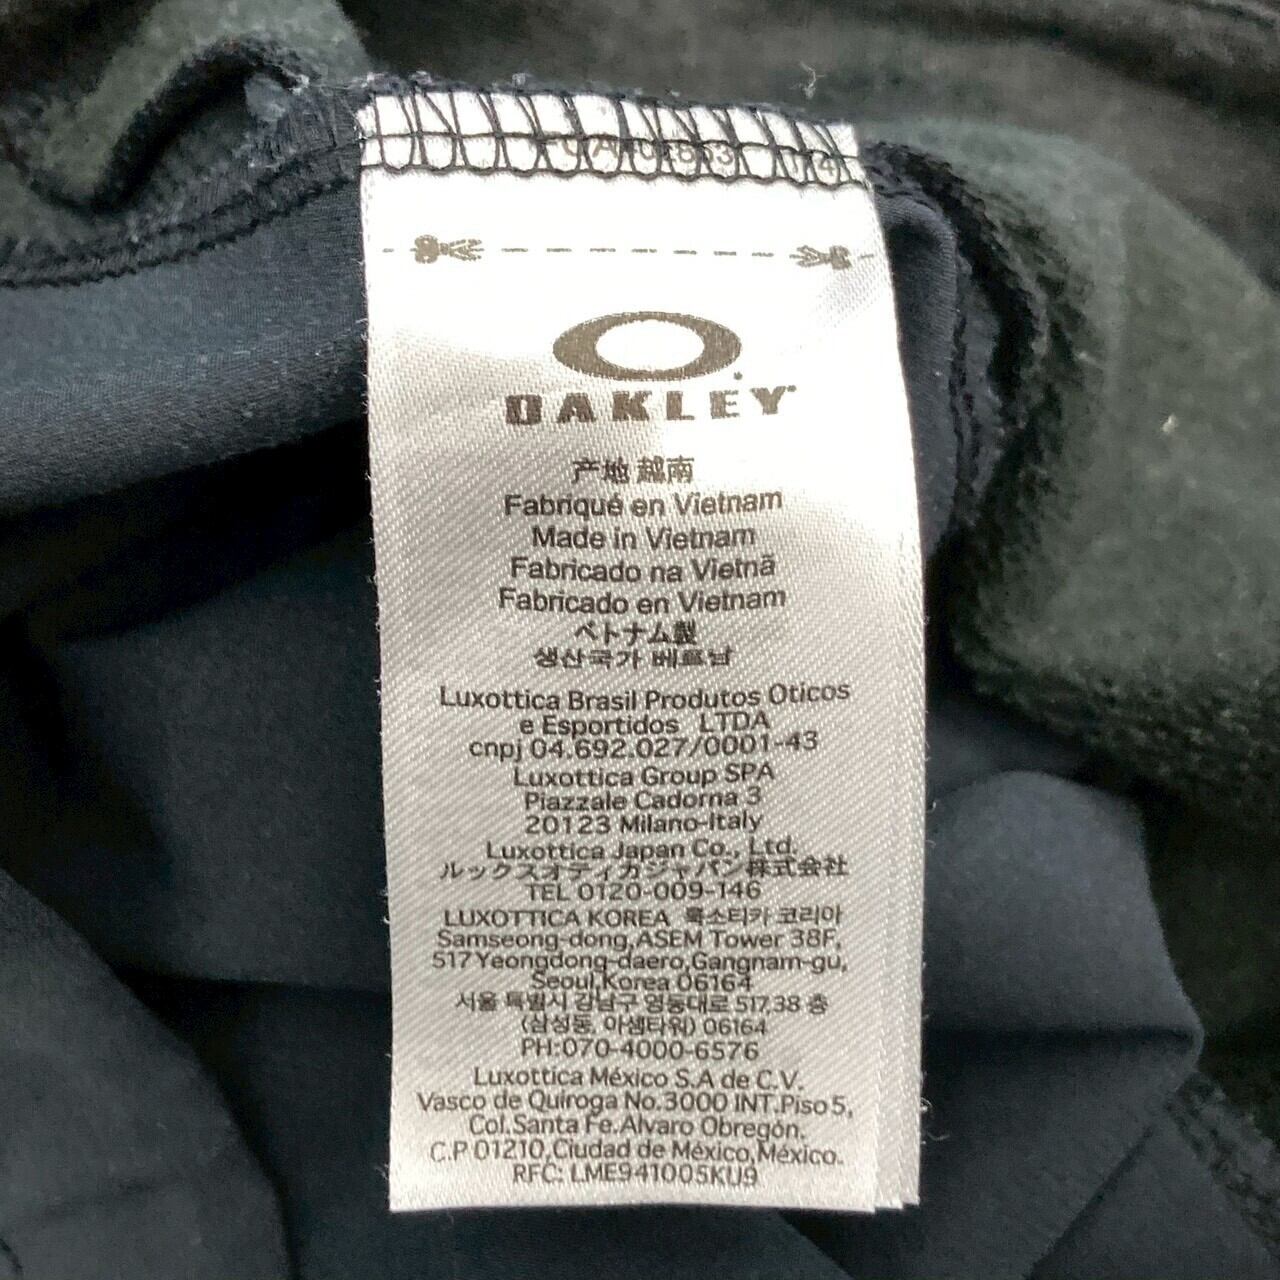 OAKLEY
产地 越南
Fabriqué en Vietnam
Made in Vietnam
Fabricado na Vietnã
Fabricado en Vietnam
ベトナム製
생산국가 베트남
Luxottica Brasil Produtos Oticos
e Esportidos LTDA
cnpj 04.692.027/0001-43
Luxottica Group SPA
Piazzale Cadorna 3
20123 Milano-Italy
Luxottica Japan Co., Ltd.
ルックスオティカジャパン株式会社
TEL 0120-009-146
LUXOTTICA KOREA 룩소티카 코리아
Samseong-dong,ASEM Tower 38F,
517 Yeongdong-daero,Gangnam-gu,
Seoul,Korea 06164
서울 특별시 강남구 영동대로 517,38 층
(삼성동, 아셈타워) 06164
PH:070-4000-6576
Luxottica México S.A de C.V.
Vasco de Quiroga No.3000 INT.Piso 5,
Col.Santa Fe.Alvaro Obregón.
C.P 01210,Ciudad de México,México.
RFC: LME941005KU9